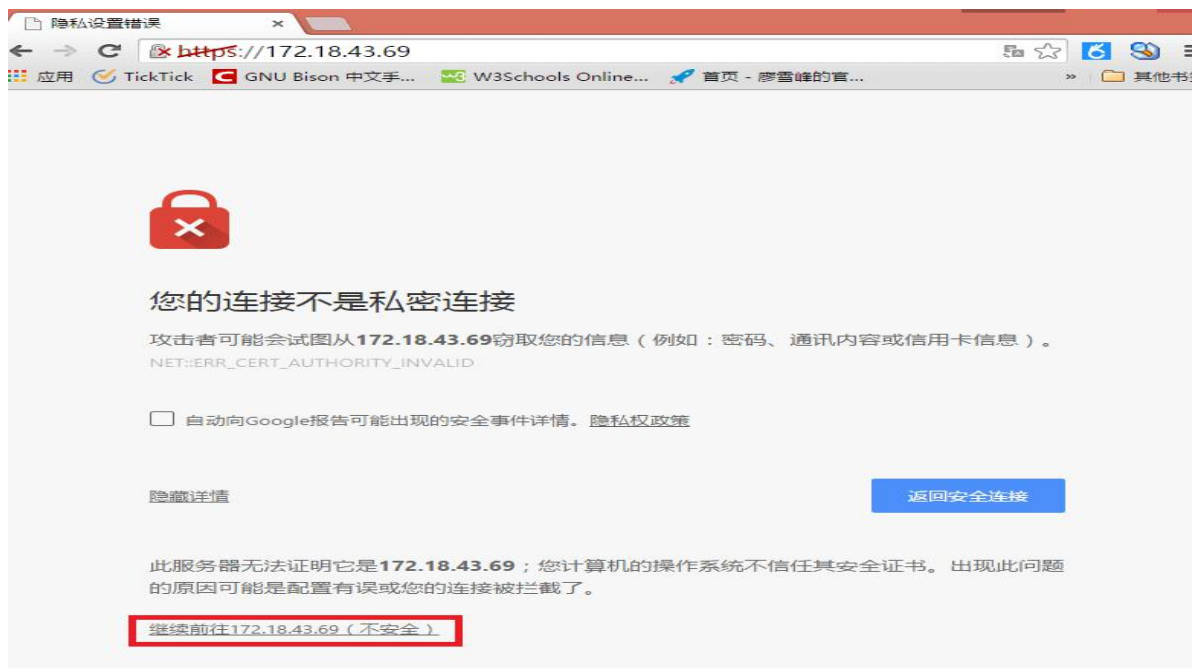 隐私设置错误
https://172.18.43.69
应用 TickTick GNU Bison 中文手... W3Schools Online... 首页 - 廖雪峰的官... » 其他书签
您的连接不是私密连接
攻击者可能会试图从172.18.43.69窃取您的信息（例如：密码、通讯内容或信用卡信息）。
NET::ERR_CERT_AUTHORITY_INVALID
自动向Google报告可能出现的安全事件详情。隐私权政策
隐藏详情 返回安全连接
此服务器无法证明它是172.18.43.69；您计算机的操作系统不信任其安全证书。出现此问题
的原因可能是配置有误或您的连接被拦截了。
继续前往172.18.43.69（不安全）